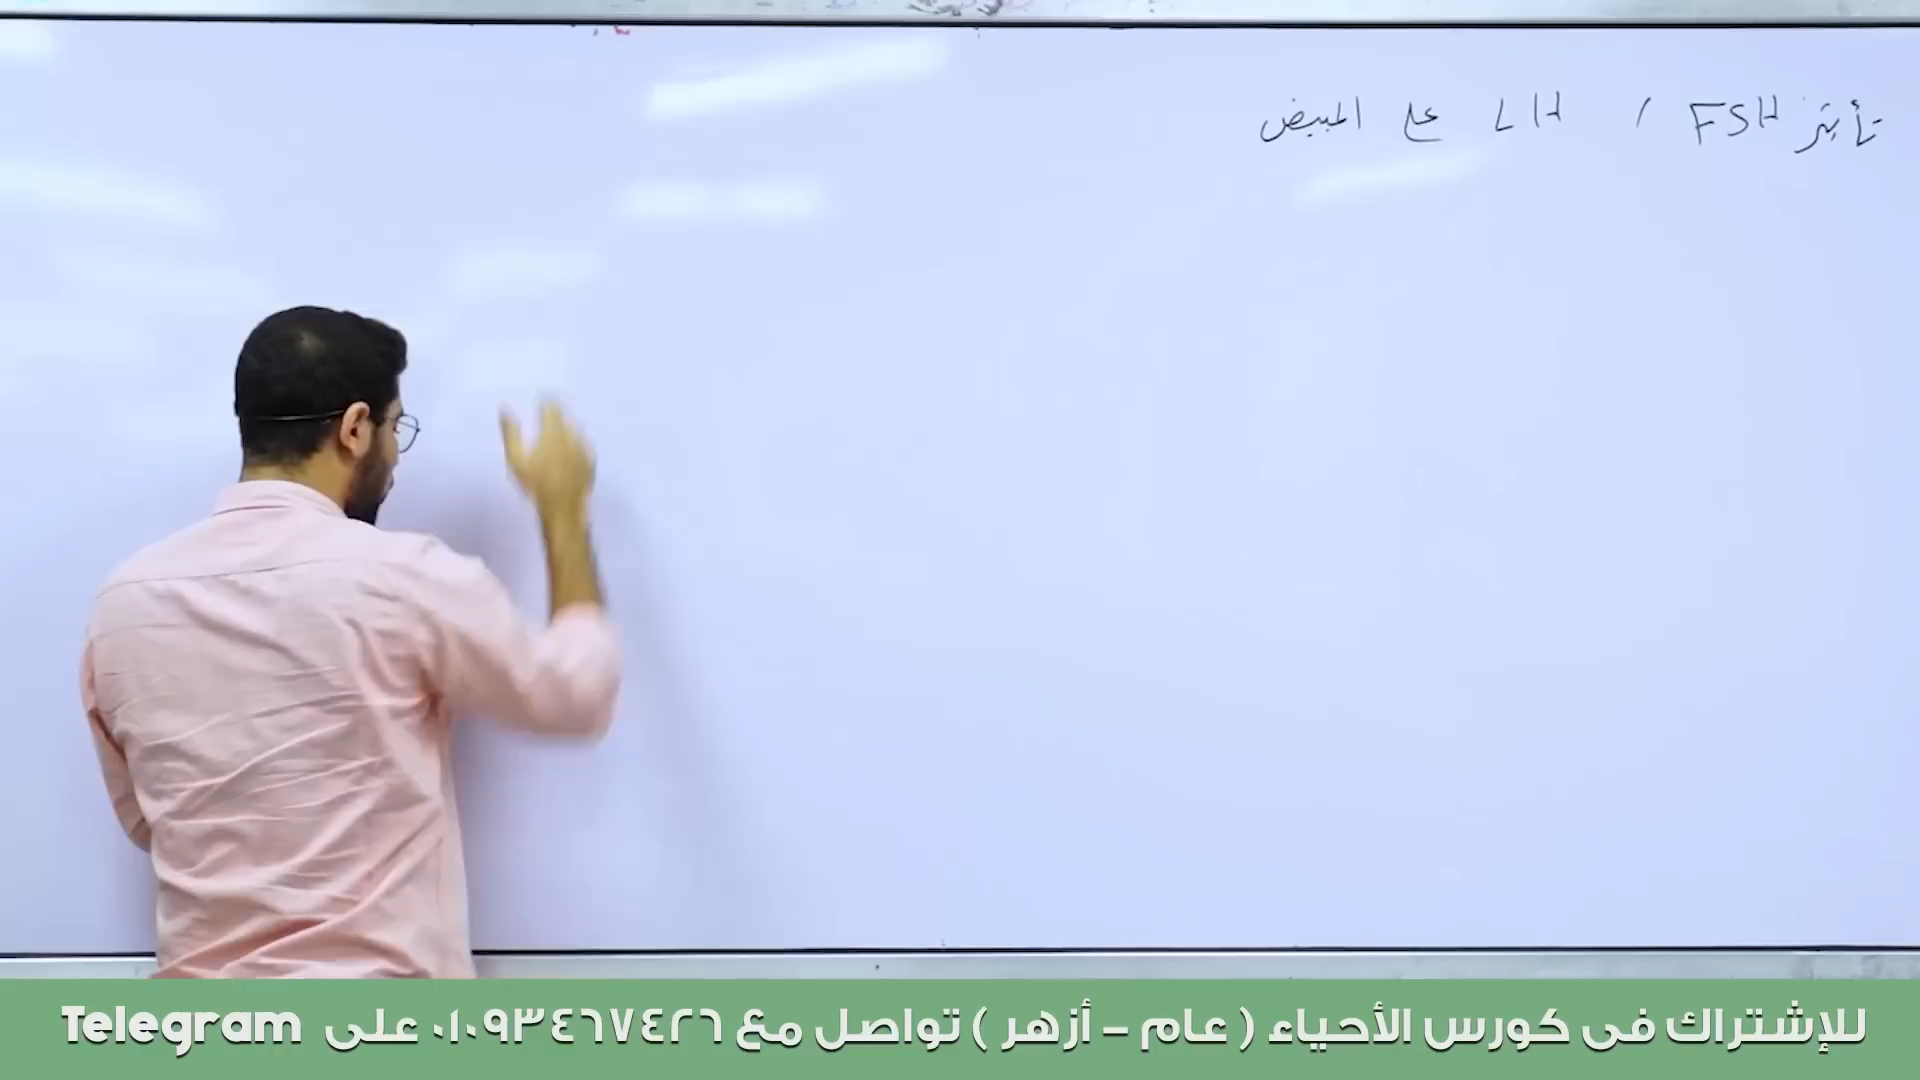 تأثير FSH / LH على المبيض
للإشتراك فى كورس الأحياء ( عام - أزهر ) تواصل مع ٠١٠٩٣٤٦٧٤٢٦ على Telegram